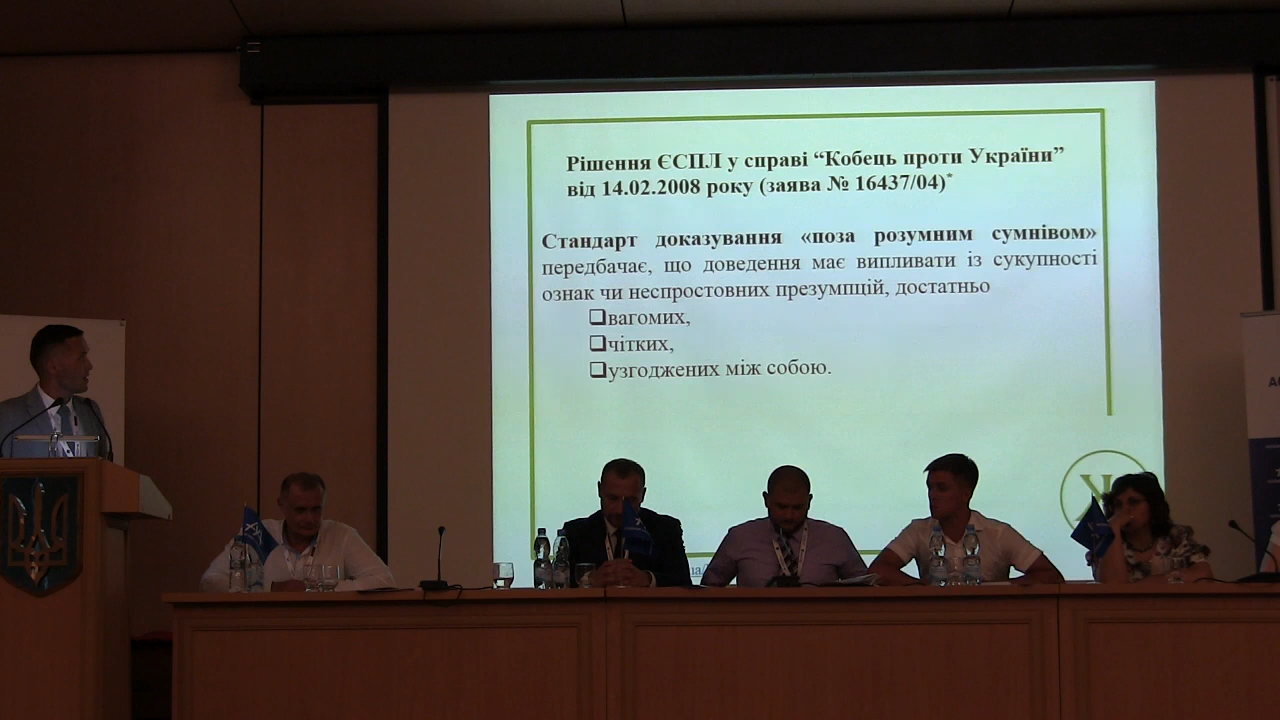 Рішення ЄСПЛ у справі “Кобець проти України”
від 14.02.2008 року (заява № 16437/04)*
Стандарт доказування «поза розумним сумнівом»
передбачає, що доведення має випливати із сукупності
ознак чи неспростовних презумпцій, достатньо
❑вагомих,
❑чітких,
❑узгоджених між собою.